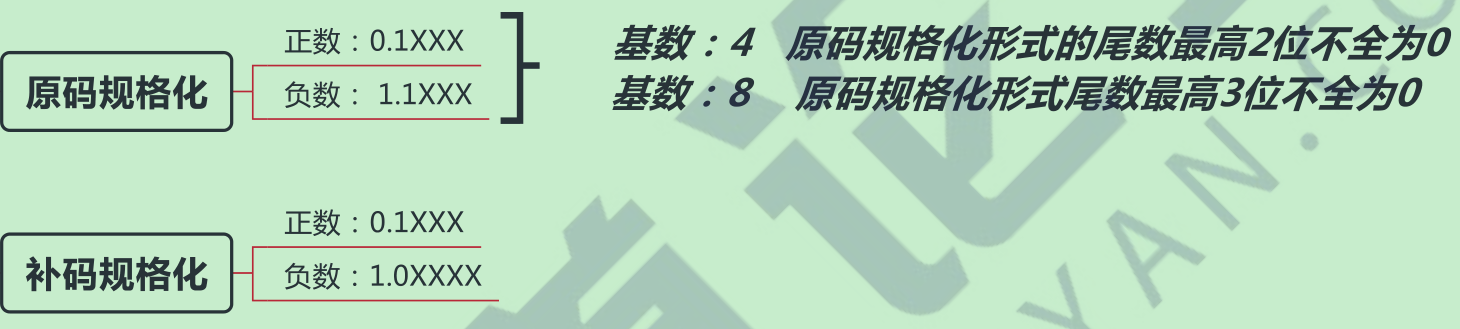 正数：0.1XXX
原码规格化
负数： 1.1XXX
基数：4 原码规格化形式的尾数最高2位不全为0
基数：8 原码规格化形式尾数最高3位不全为0
正数：0.1XXX
补码规格化
负数：1.0XXXX
YAN.CO